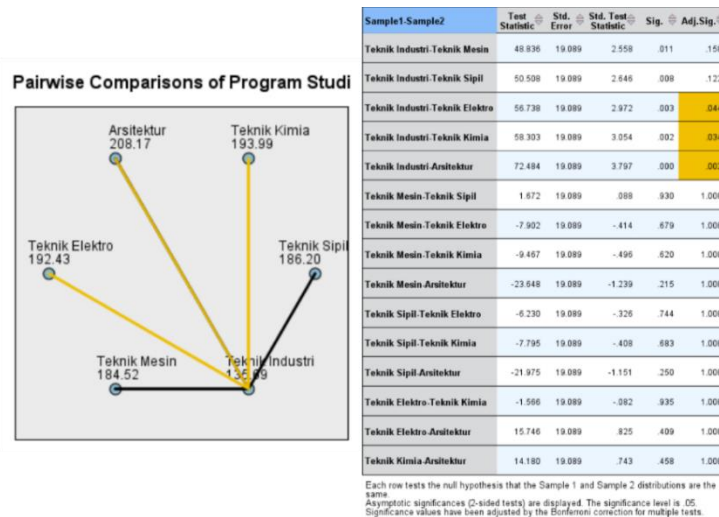 Pairwise Comparisons of Program Studi
Arsitektur
208.17
Teknik Kimia
193.99
Teknik Elektro
192.43
Teknik Sipil
186.20
Teknik Mesin
184.52
Teknik Industri
Sample1-Sample2 Test Statistic Std. Error Std. Test Statistic Sig. Adj.Sig.
Teknik Industri-Teknik Mesin 48.836 19.089 2.558 .011
Teknik Industri-Teknik Sipil 50.508 19.089 2.646 .008
Teknik Industri-Teknik Elektro 56.738 19.089 2.972 .003
Teknik Industri-Teknik Kimia 58.303 19.089 3.054 .002
Teknik Industri-Arsitektur 72.484 19.089 3.797 .000
Teknik Mesin-Teknik Sipil 1.672 19.089 .088 .930 1.000
Teknik Mesin-Teknik Elektro -7.902 19.089 -.414 .679 1.000
Teknik Mesin-Teknik Kimia -9.467 19.089 -.496 .620 1.000
Teknik Mesin-Arsitektur -23.648 19.089 -1.239 .215 1.000
Teknik Sipil-Teknik Elektro -6.230 19.089 -.326 .744 1.000
Teknik Sipil-Teknik Kimia -7.795 19.089 -.408 .683 1.000
Teknik Sipil-Arsitektur -21.975 19.089 -1.151 .250 1.000
Teknik Elektro-Teknik Kimia -1.566 19.089 -.082 .935 1.000
Teknik Elektro-Arsitektur 15.746 19.089 .825 .409 1.000
Teknik Kimia-Arsitektur 14.180 19.089 .743 .458 1.000
Each row tests the null hypothesis that the Sample 1 and Sample 2 distributions are the
same.
Asymptotic significances (2-sided tests) are displayed. The significance level is .05.
Significance values have been adjusted by the Bonferroni correction for multiple tests.